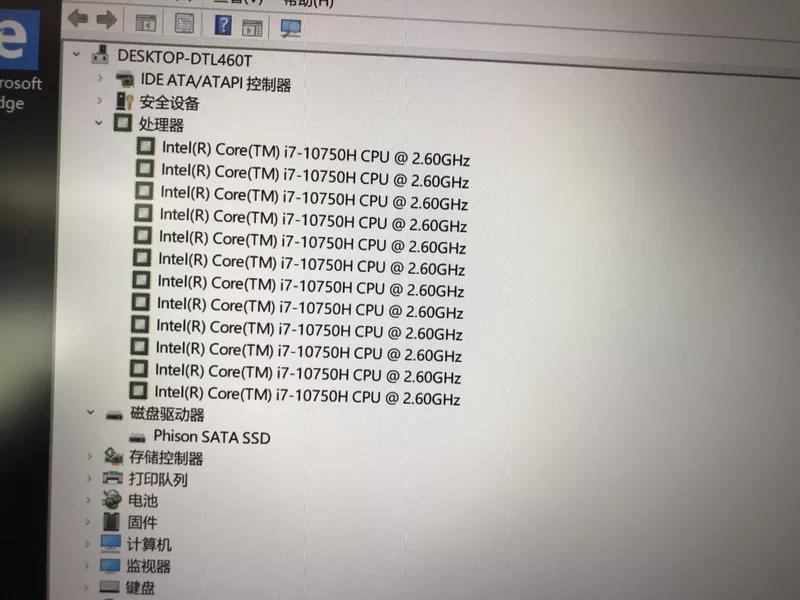 帮助(H)
rosoft
dge
DESKTOP-DTL460T
IDE ATA/ATAPI 控制器
安全设备
处理器
Intel(R) Core(TM) i7-10750H CPU @ 2.60GHz
Intel(R) Core(TM) i7-10750H CPU @ 2.60GHz
Intel(R) Core(TM) i7-10750H CPU @ 2.60GHz
Intel(R) Core(TM) i7-10750H CPU @ 2.60GHz
Intel(R) Core(TM) i7-10750H CPU @ 2.60GHz
Intel(R) Core(TM) i7-10750H CPU @ 2.60GHz
Intel(R) Core(TM) i7-10750H CPU @ 2.60GHz
Intel(R) Core(TM) i7-10750H CPU @ 2.60GHz
Intel(R) Core(TM) i7-10750H CPU @ 2.60GHz
Intel(R) Core(TM) i7-10750H CPU @ 2.60GHz
Intel(R) Core(TM) i7-10750H CPU @ 2.60GHz
Intel(R) Core(TM) i7-10750H CPU @ 2.60GHz
磁盘驱动器
Phison SATA SSD
存储控制器
打印队列
电池
固件
计算机
监视器
键盘